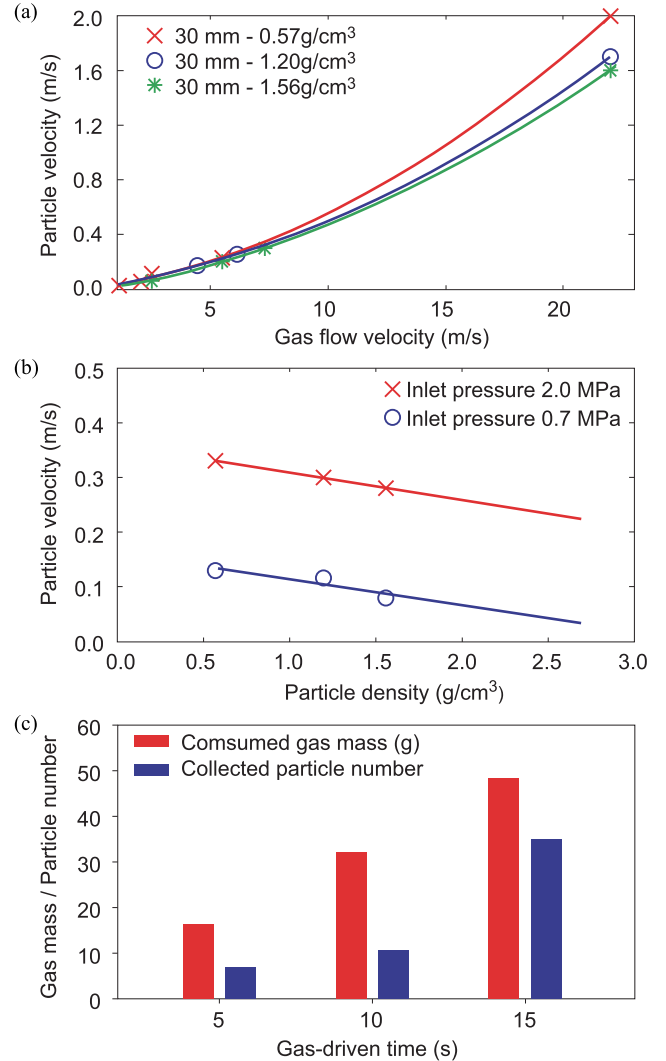 (a)
30 mm - 0.57g/cm³
30 mm - 1.20g/cm³
30 mm - 1.56g/cm³
2.0
1.6
1.2
0.8
0.4
0.0
Particle velocity (m/s)
5 10 15 20
Gas flow velocity (m/s)
(b)
Inlet pressure 2.0 MPa
Inlet pressure 0.7 MPa
0.5
0.4
0.3
0.2
0.1
0.0
Particle velocity (m/s)
0.0 0.5 1.0 1.5 2.0 2.5 3.0
Particle density (g/cm³)
(c)
Comsumed gas mass (g)
Collected particle number
60
50
40
30
20
10
0
Gas mass / Particle number
5 10 15
Gas-driven time (s)